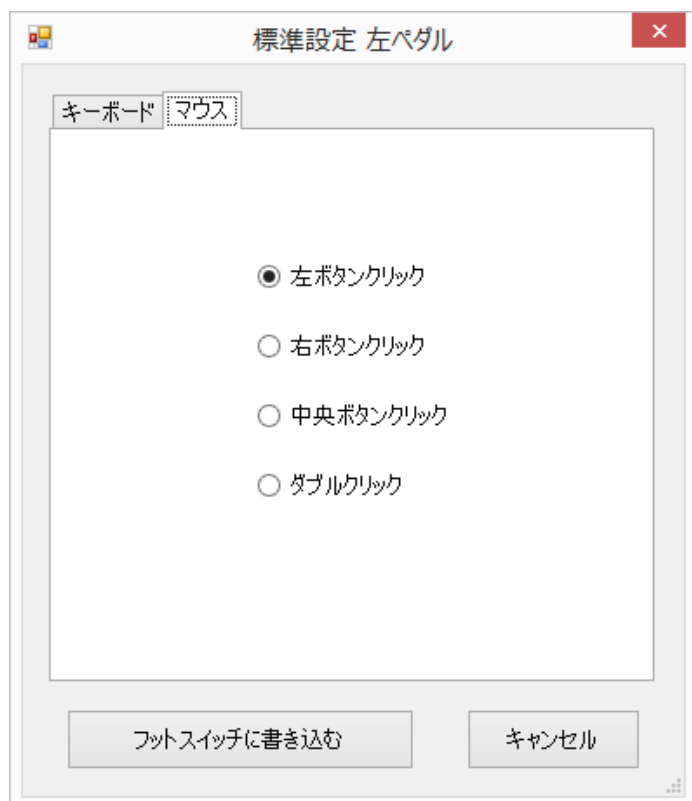 標準設定 左ペダル
キーボード マウス
左ボタンクリック
右ボタンクリック
中央ボタンクリック
ダブルクリック
フットスイッチに書き込む キャンセル